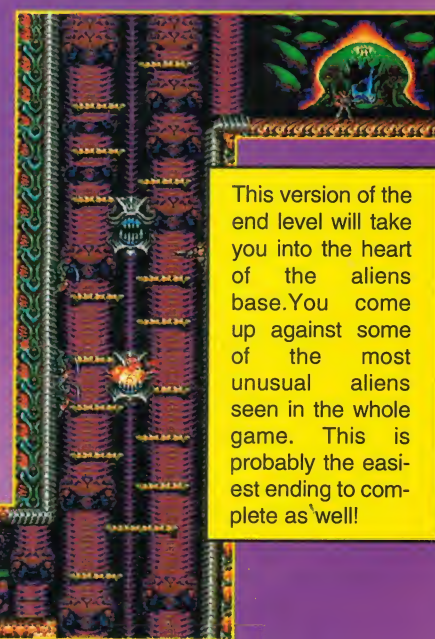 This version of the
end level will take
you into the heart
of the aliens
base.You come
up against some
of the most
unusual aliens
seen in the whole
game. This is
probably the easi-
est ending to com-
plete as well!